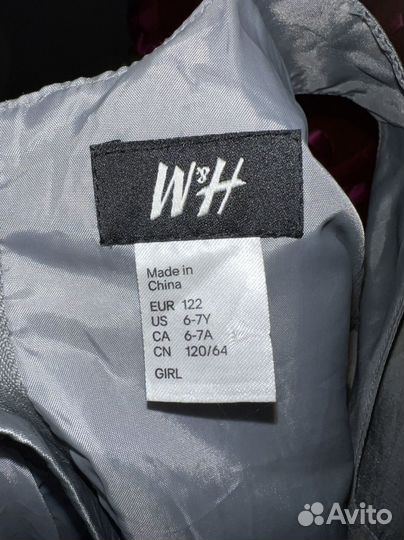 W&H
Made in
China
EUR 122
US 6-7Y
CA 6-7A
CN 120/64
GIRL
Avito